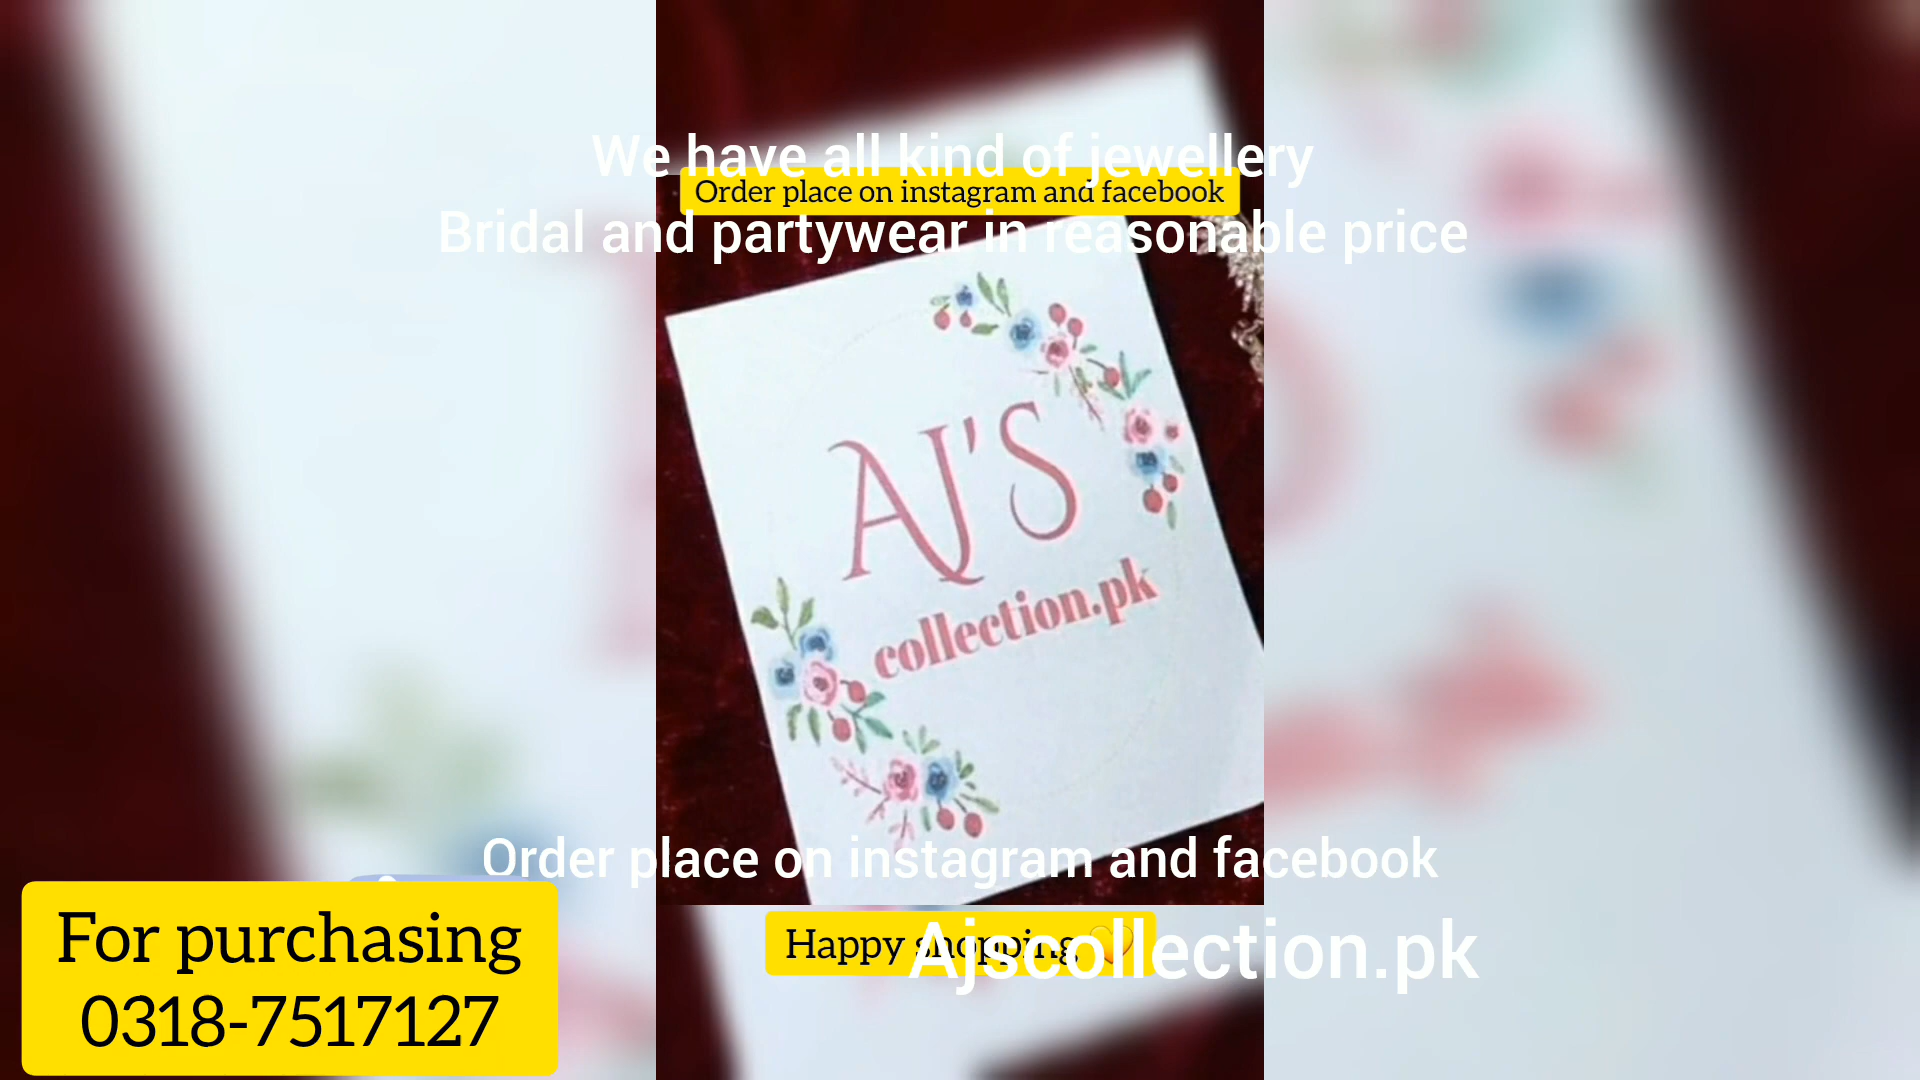 We have all kind of jewellery
Order place on instagram and facebook
Bridal and partywear in reasonable price
AJ'S
collection.pk
Order place on instagram and facebook
Happy shopping 💛
Ajscollection.pk
For purchasing
0318-7517127